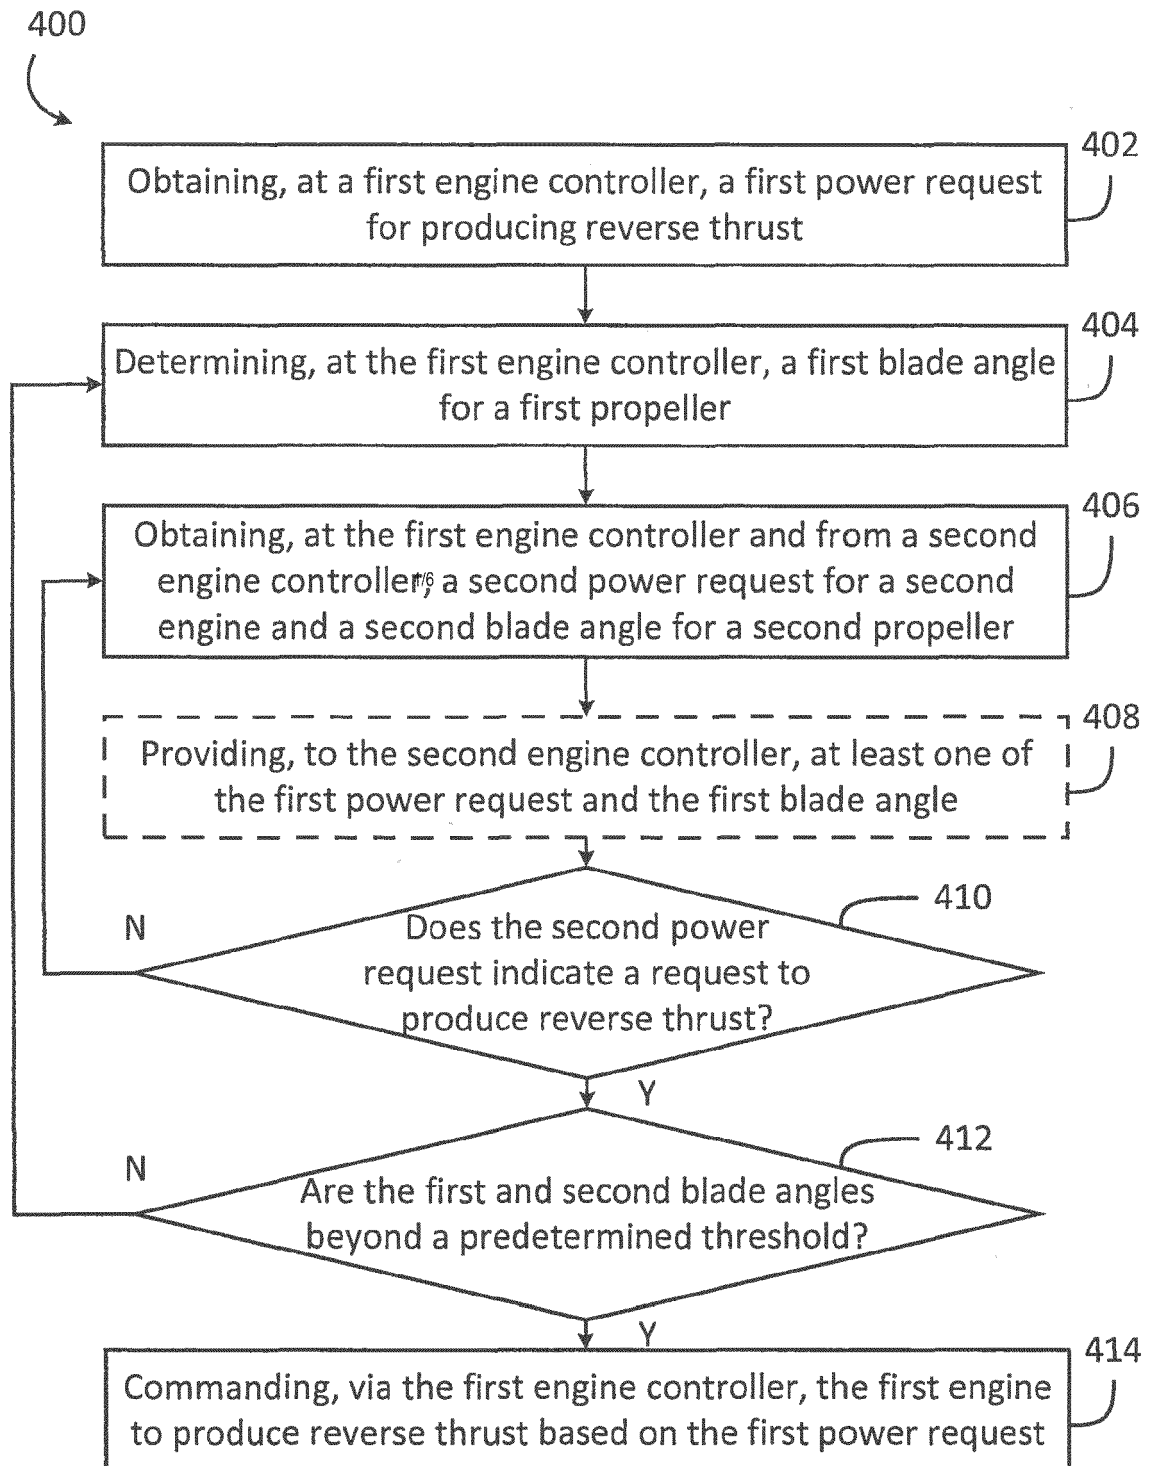 400
402
Obtaining, at a first engine controller, a first power request
for producing reverse thrust
404
Determining, at the first engine controller, a first blade angle
for a first propeller
406
Obtaining, at the first engine controller and from a second
engine controller, a second power request for a second
engine and a second blade angle for a second propeller
408
Providing, to the second engine controller, at least one of
the first power request and the first blade angle
410
N
Does the second power
request indicate a request to
produce reverse thrust?
Y
412
N
Are the first and second blade angles
beyond a predetermined threshold?
Y
414
Commanding, via the first engine controller, the first engine
to produce reverse thrust based on the first power request